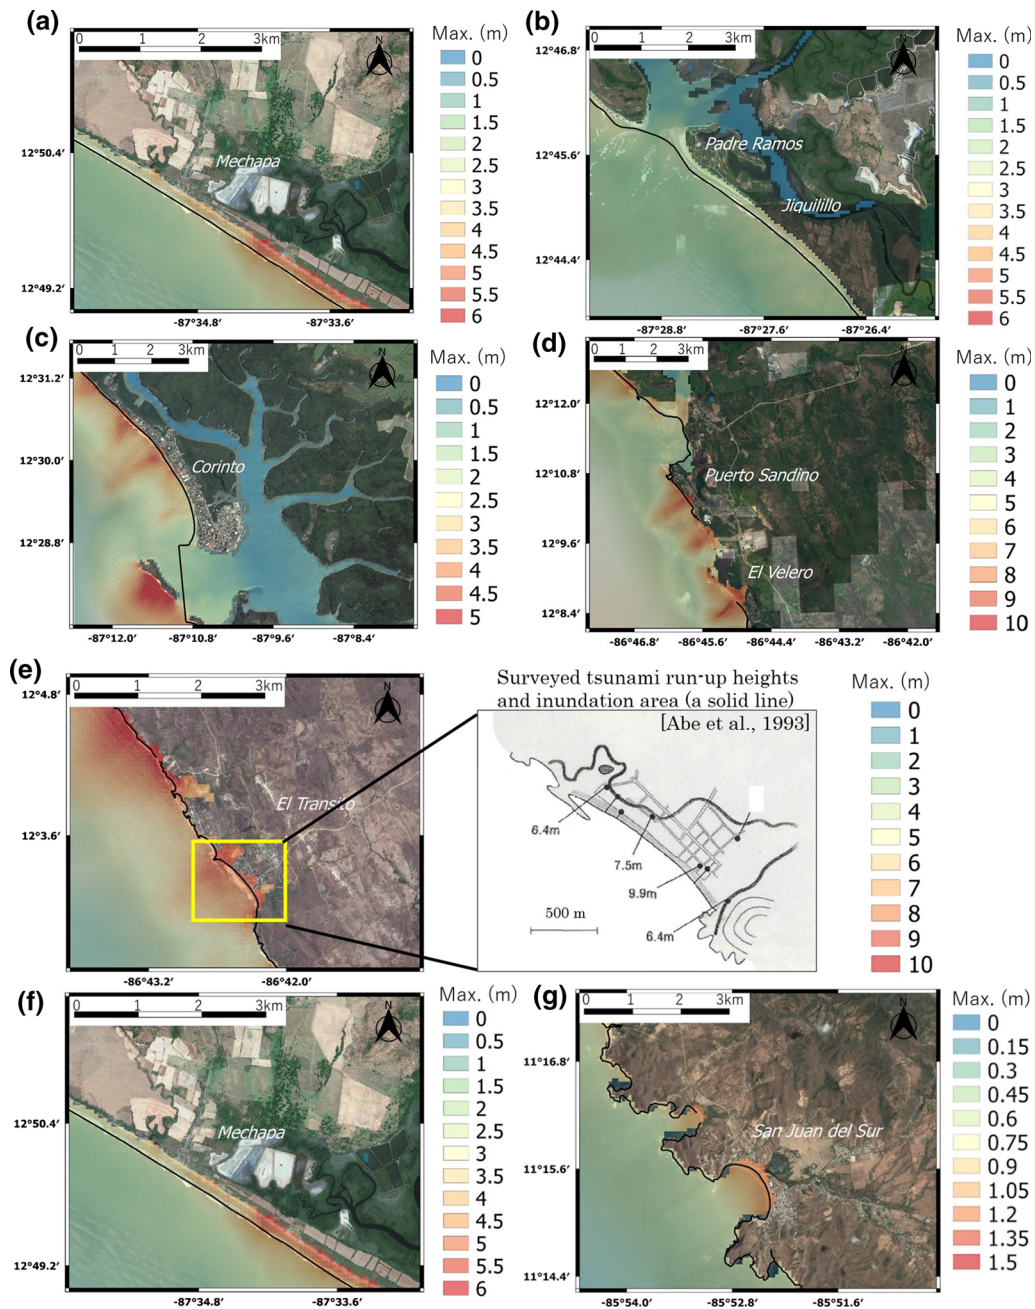 (a)
0 1 2 3km
N
Mechapa
12°50.4′
12°49.2′
-87°34.8′ -87°33.6′
Max. (m)
0
0.5
1
1.5
2
2.5
3
3.5
4
4.5
5
5.5
6
(b)
0 1 2 3km
N
12°46.8′
12°45.6′
12°44.4′
Padre Ramos
Jiquilillo
-87°28.8′ -87°27.6′ -87°26.4′
Max. (m)
0
0.5
1
1.5
2
2.5
3
3.5
4
4.5
5
5.5
6
(c)
0 1 2 3km
N
12°31.2′
12°30.0′
12°28.8′
Corinto
-87°12.0′ -87°10.8′ -87°9.6′ -87°8.4′
Max. (m)
0
0.5
1
1.5
2
2.5
3
3.5
4
4.5
5
(d)
0 1 2 3km
N
12°12.0′
12°10.8′
12°9.6′
12°8.4′
Puerto Sandino
El Velero
-86°46.8′ -86°45.6′ -86°44.4′ -86°43.2′ -86°42.0′
Max. (m)
0
1
2
3
4
5
6
7
8
9
10
(e)
0 1 2 3km
N
12°4.8′
12°3.6′
El Transito
-86°43.2′ -86°42.0′
Surveyed tsunami run-up heights
and inundation area (a solid line)
[Abe et al., 1993]
6.4m
7.5m
9.9m
6.4m
500 m
Max. (m)
0
1
2
3
4
5
6
7
8
9
10
(f)
0 1 2 3km
N
Mechapa
12°50.4′
12°49.2′
-87°34.8′ -87°33.6′
Max. (m)
0
0.5
1
1.5
2
2.5
3
3.5
4
4.5
5
5.5
6
(g)
0 1 2 3km
N
11°16.8′
11°15.6′
11°14.4′
San Juan del Sur
-85°54.0′ -85°52.8′ -85°51.6′
Max. (m)
0
0.15
0.3
0.45
0.6
0.75
0.9
1.05
1.2
1.35
1.5